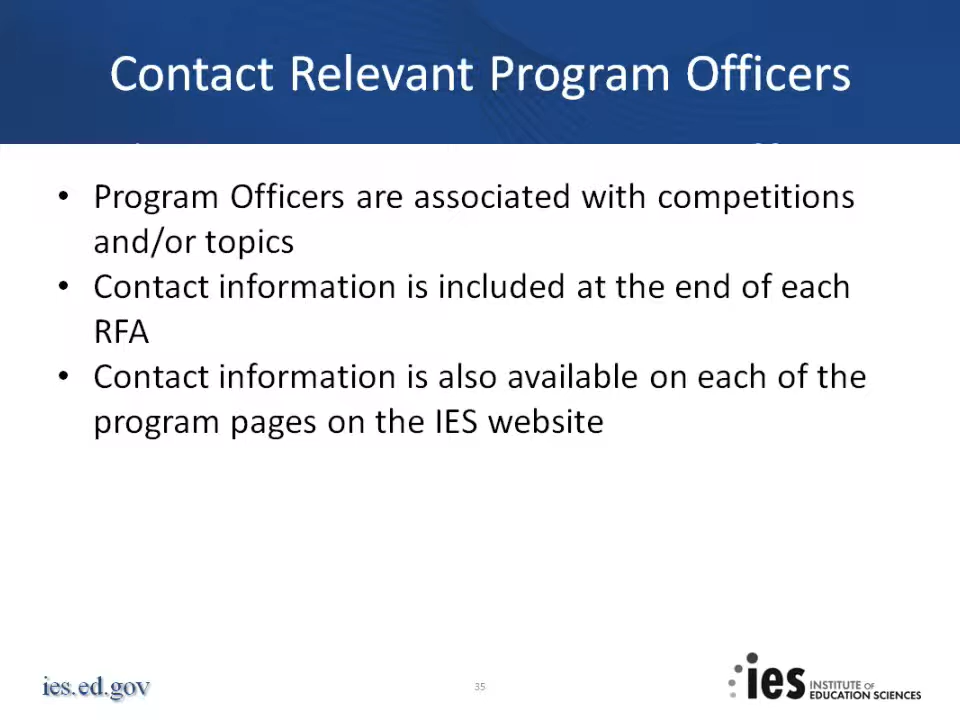 Contact Relevant Program Officers
• Program Officers are associated with competitions
and/or topics
• Contact information is included at the end of each
RFA
• Contact information is also available on each of the
program pages on the IES website
ies.ed.gov
35
ies INSTITUTE OF
EDUCATION SCIENCES